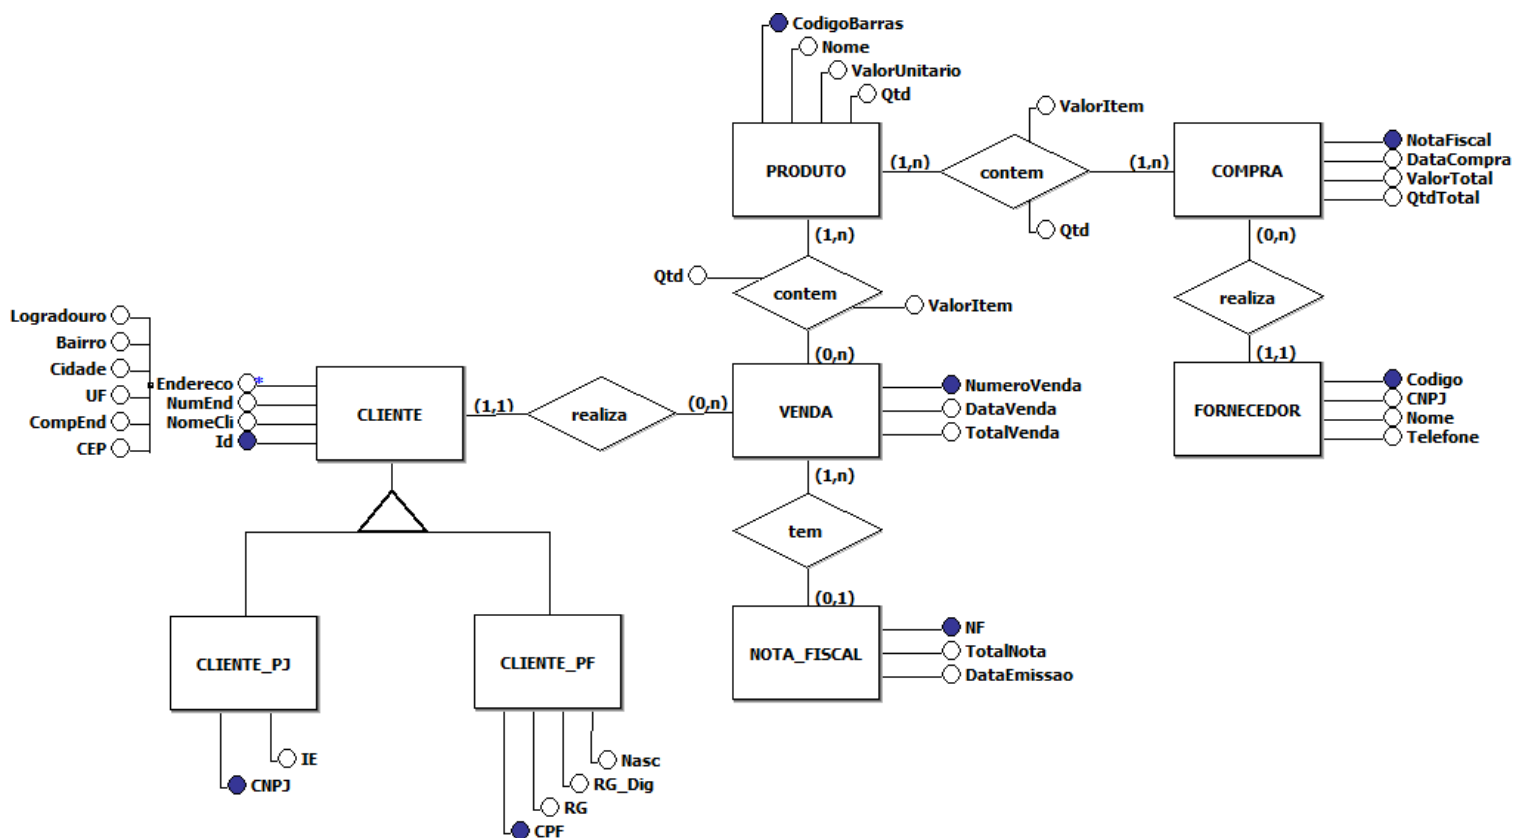 CodigoBarras
Nome
ValorUnitario
Qtd
PRODUTO
(1,n)
ValorItem
contem
Qtd
(1,n)
COMPRA
NotaFiscal
DataCompra
ValorTotal
QtdTotal
(1,n)
(0,n)
Qtd
contem
ValorItem
realiza
(0,n)
(1,1)
Logradouro
Bairro
Cidade
UF
CompEnd
CEP
Endereco *
NumEnd
NomeCli
Id
CLIENTE
(1,1)
realiza
(0,n)
VENDA
NumeroVenda
DataVenda
TotalVenda
FORNECEDOR
Codigo
CNPJ
Nome
Telefone
(1,n)
tem
(0,1)
NOTA_FISCAL
NF
TotalNota
DataEmissao
CLIENTE_PJ
IE
CNPJ
CLIENTE_PF
Nasc
RG_Dig
RG
CPF